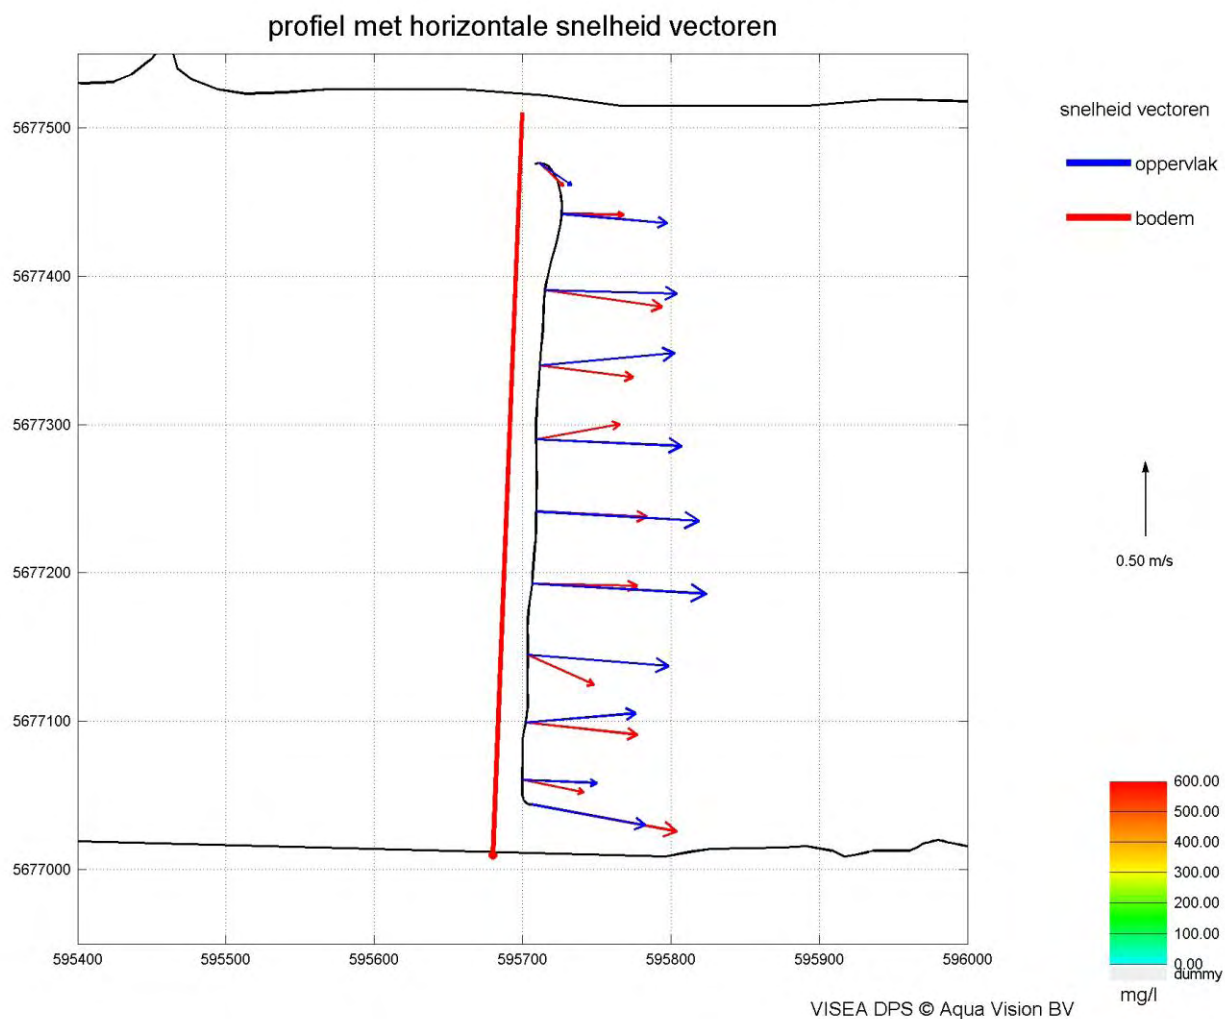 profiel met horizontale snelheid vectoren
snelheid vectoren
oppervlak
bodem
5677500
5677400
5677300
5677200
5677100
5677000
0.50 m/s
595400
595500
595600
595700
595800
595900
596000
600.00
500.00
400.00
300.00
200.00
100.00
0.00
dummy
mg/l
VISEA DPS © Aqua Vision BV